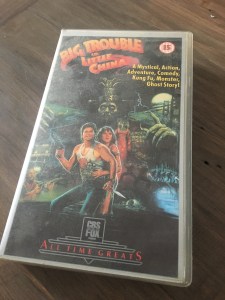 BIG TROUBLE
IN
LITTLE
CHINA
15
A Mystical, Action,
Adventure, Comedy,
Kung Fu, Monster,
Ghost Story!
CBS
FOX
ALL TIME GREATS